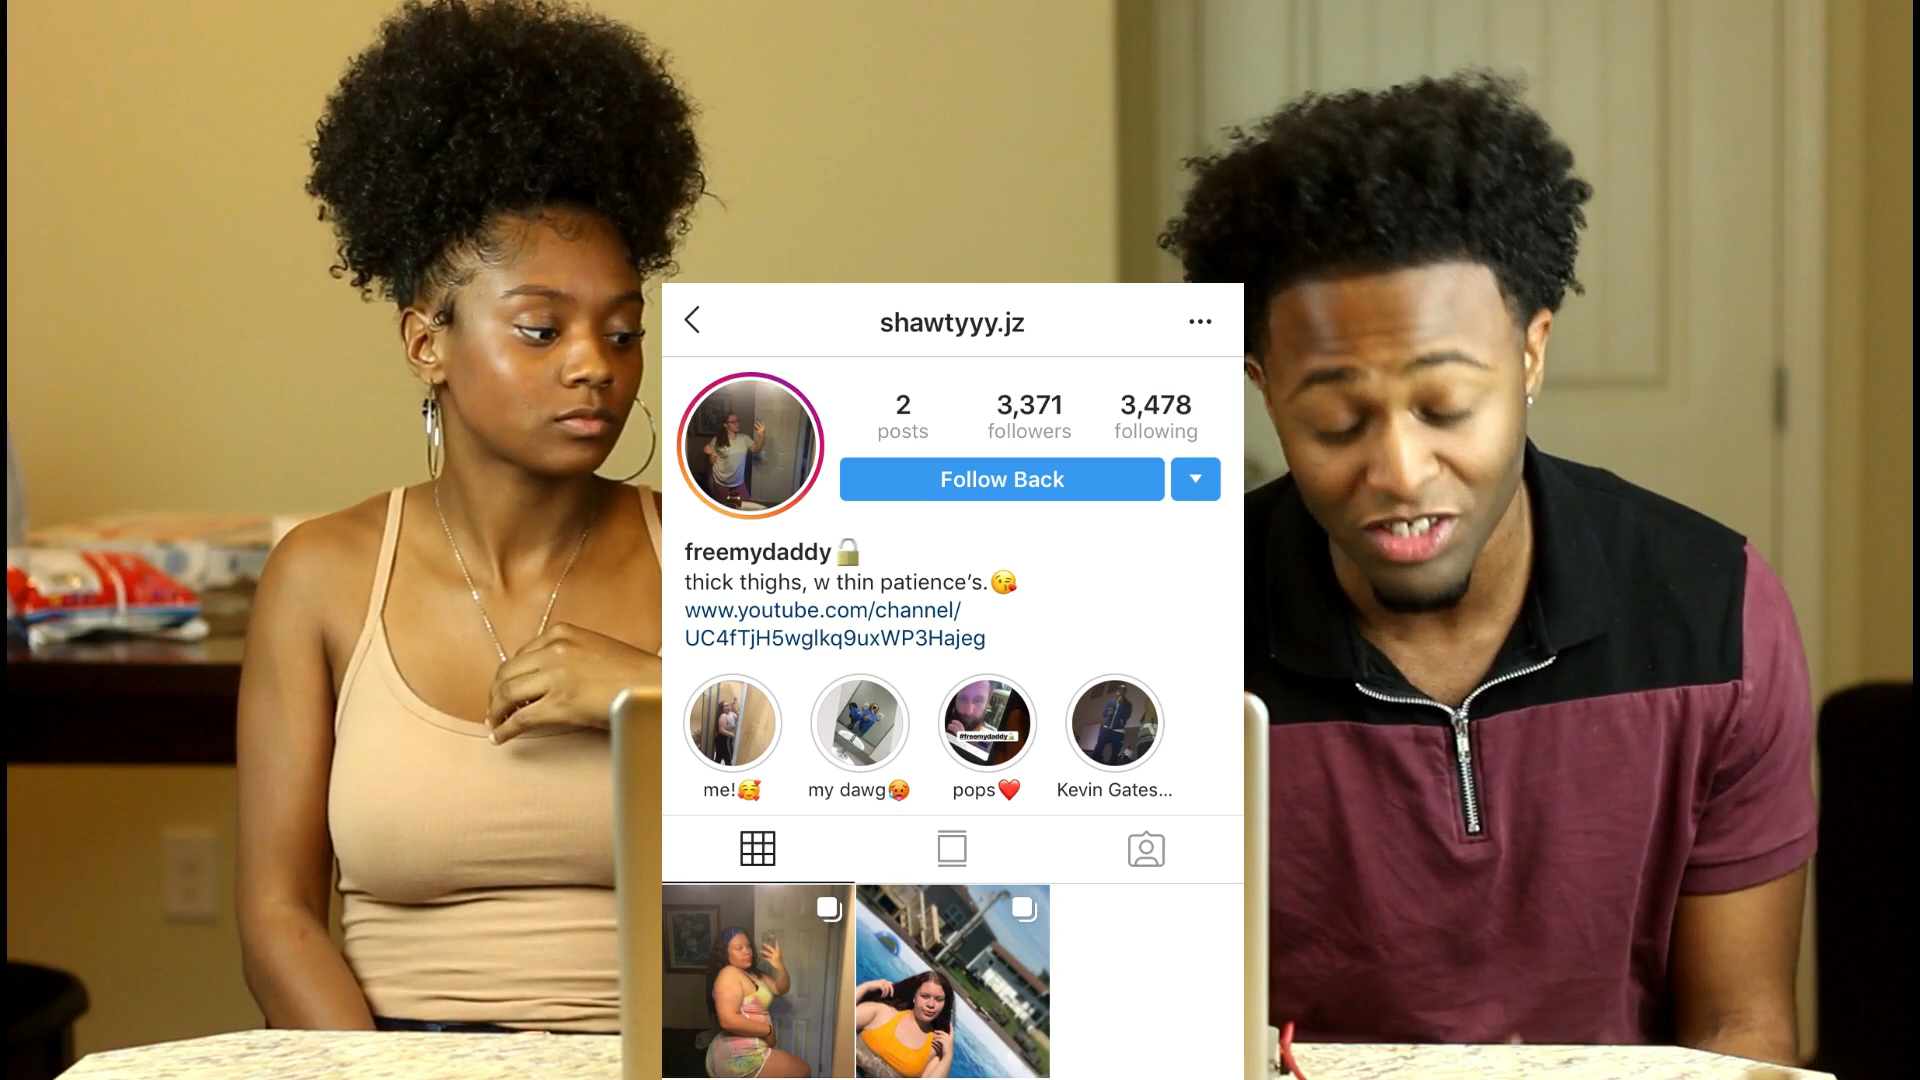 shawtyyy.jz
2 3,371 3,478
posts followers following
Follow Back
freemydaddy🔒
thick thighs, w thin patience's.😘
www.youtube.com/channel/
UC4fTjH5wglkq9uxWP3Hajeg
#freemydaddy🔒
me!🥰 my dawg🥵 pops❤️ Kevin Gates...